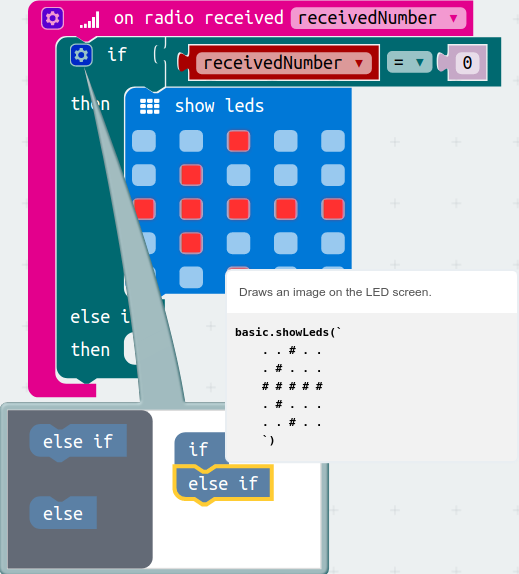 on radio received receivedNumber
if receivedNumber = 0
then show leds
Draws an image on the LED screen.
basic.showLeds(`
. . # . .
. # . . .
# # # # #
. # . . .
. . # . .
`)
else i
then
else if
else
if
else if